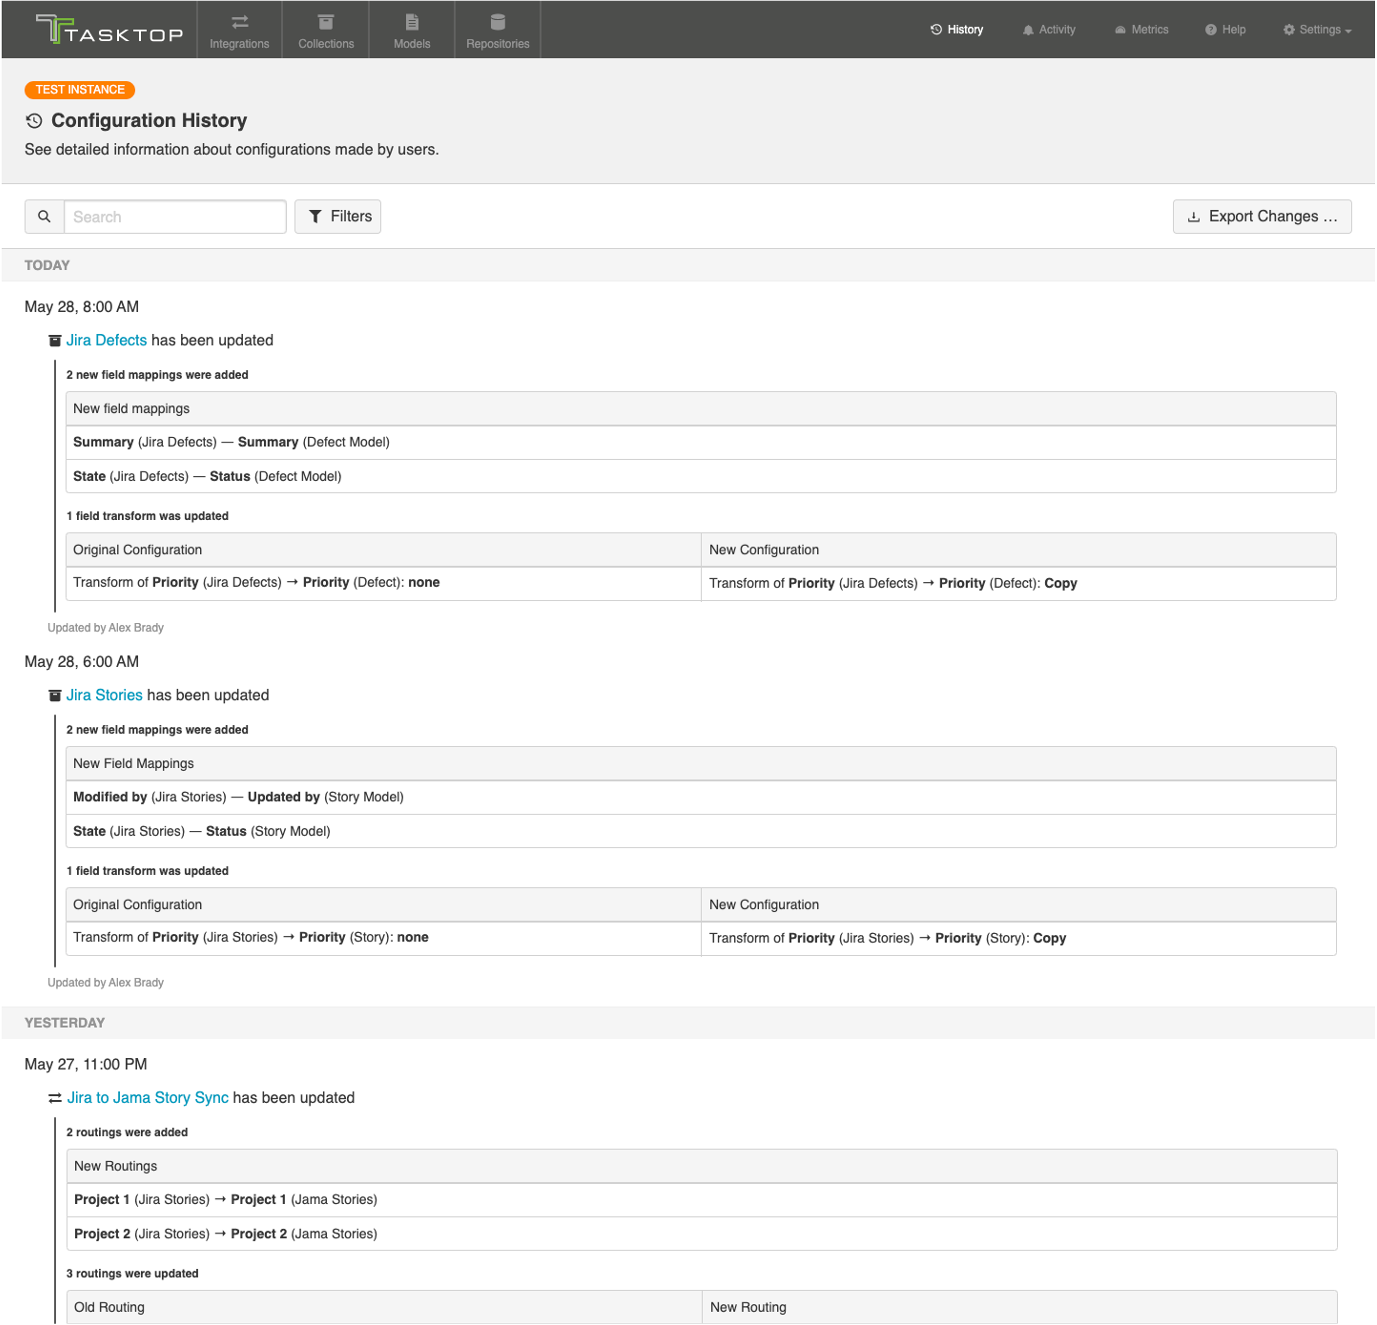 TASKTOP
Integrations
Collections
Models
Repositories
History
Activity
Metrics
Help
Settings
TEST INSTANCE
Configuration History
See detailed information about configurations made by users.
Search
Filters
Export Changes ...
TODAY
May 28, 8:00 AM
Jira Defects has been updated
2 new field mappings were added
New field mappings
Summary (Jira Defects) — Summary (Defect Model)
State (Jira Defects) — Status (Defect Model)
1 field transform was updated
Original Configuration
New Configuration
Transform of Priority (Jira Defects) → Priority (Defect): none
Transform of Priority (Jira Defects) → Priority (Defect): Copy
Updated by Alex Brady
May 28, 6:00 AM
Jira Stories has been updated
2 new field mappings were added
New Field Mappings
Modified by (Jira Stories) — Updated by (Story Model)
State (Jira Stories) — Status (Story Model)
1 field transform was updated
Original Configuration
New Configuration
Transform of Priority (Jira Stories) → Priority (Story): none
Transform of Priority (Jira Stories) → Priority (Story): Copy
Updated by Alex Brady
YESTERDAY
May 27, 11:00 PM
Jira to Jama Story Sync has been updated
2 routings were added
New Routings
Project 1 (Jira Stories) → Project 1 (Jama Stories)
Project 2 (Jira Stories) → Project 2 (Jama Stories)
3 routings were updated
Old Routing
New Routing